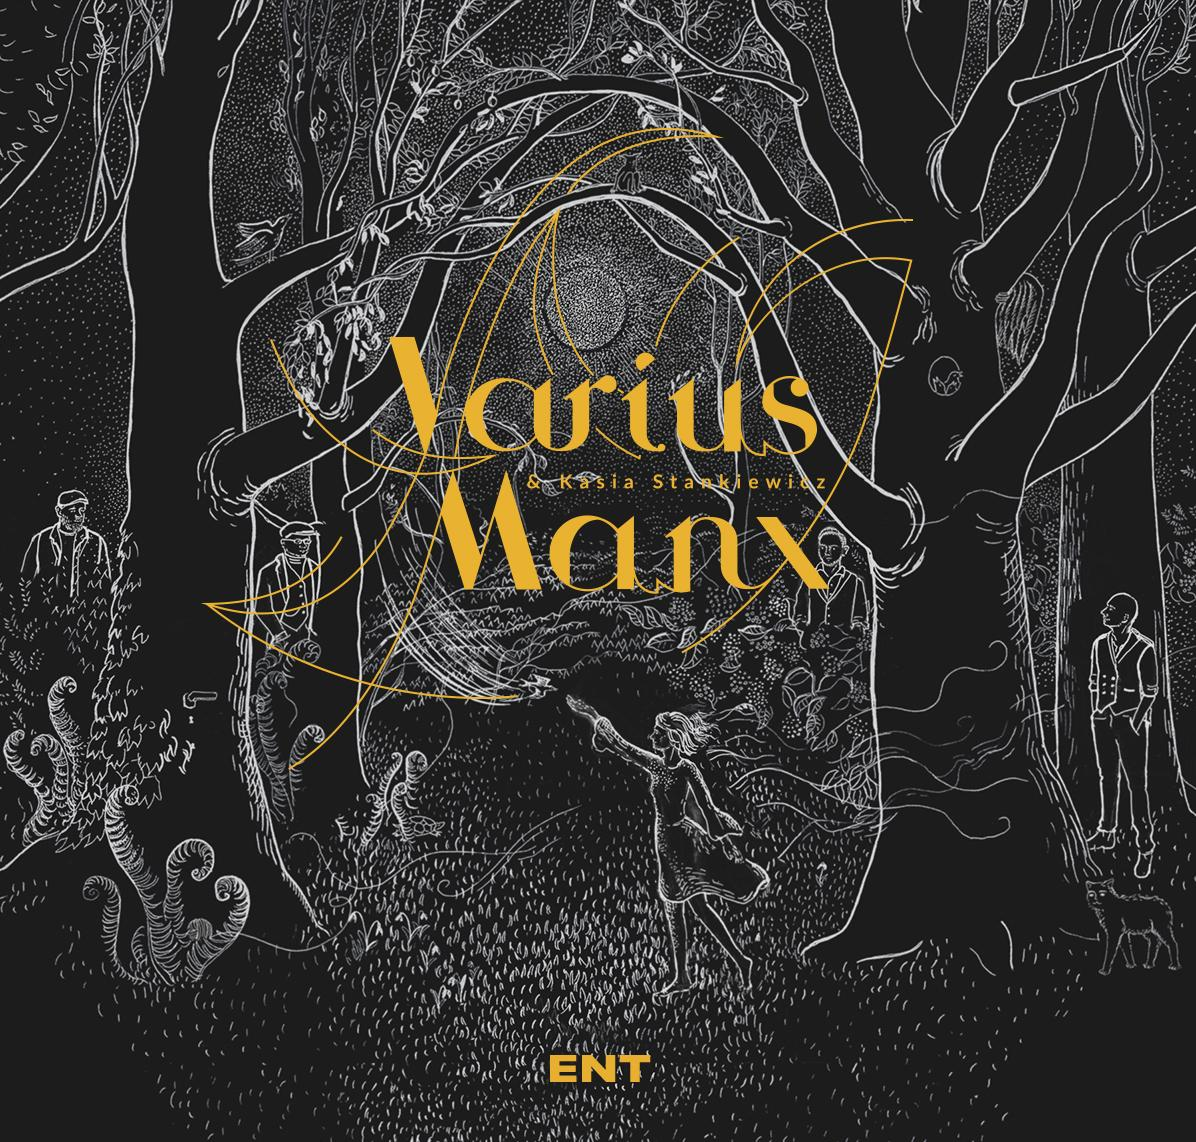 Varius
& Kasia Stankiewicz
Manx
ENT